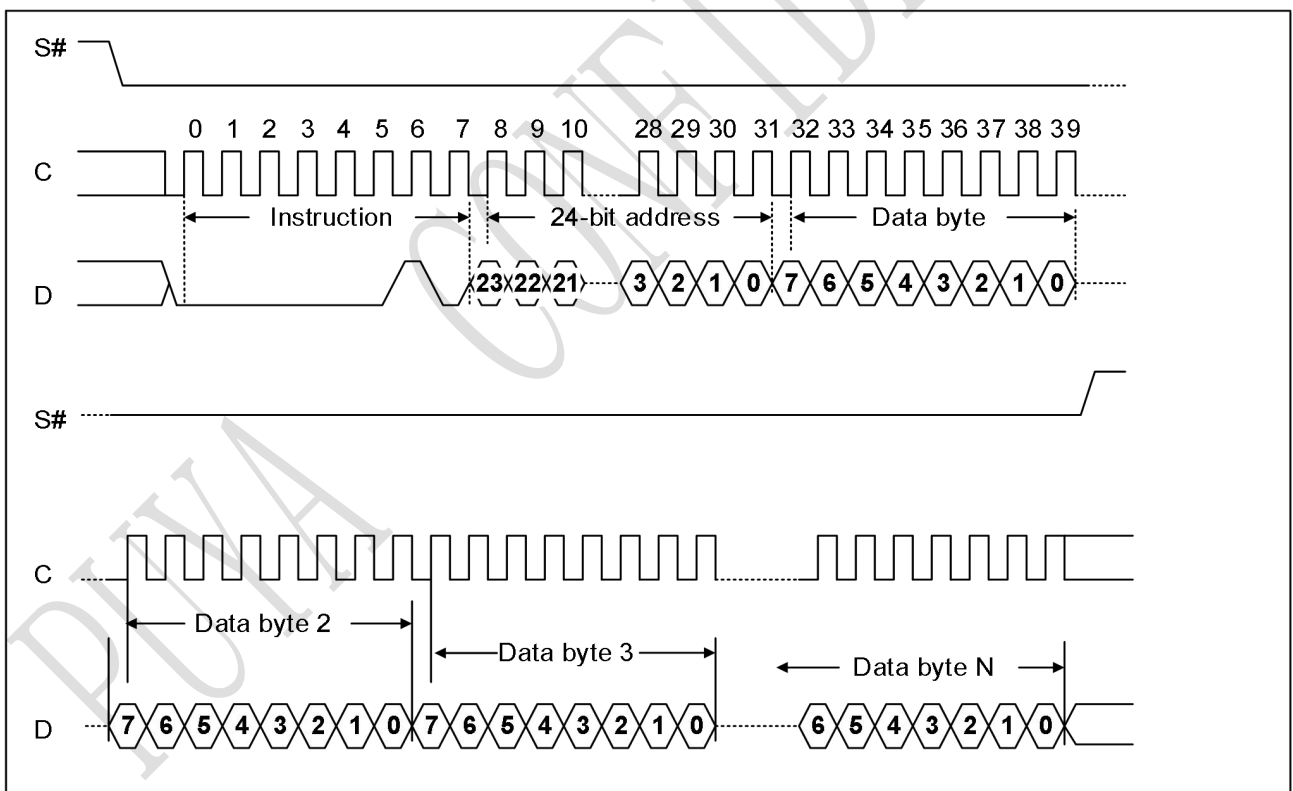 S#
0 1 2 3 4 5 6 7 8 9 10 28 29 30 31 32 33 34 35 36 37 38 39
C
Instruction 24-bit address Data byte
D 23 22 21 3 2 1 0 7 6 5 4 3 2 1 0
S#
C
Data byte 2
Data byte 3 Data byte N
D 7 6 5 4 3 2 1 0 7 6 5 4 3 2 1 0 6 5 4 3 2 1 0
PUYA CONFID